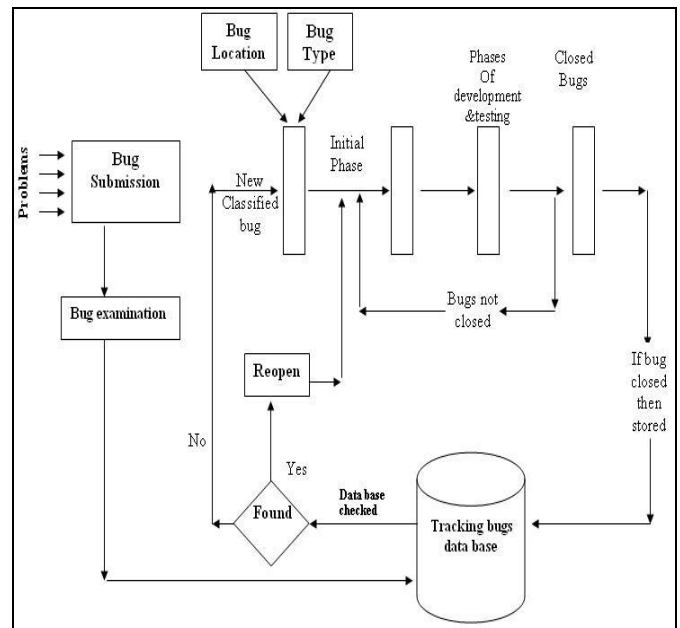 Bug
Location
Bug
Type
Phases
Of
development
&testing
Closed
Bugs
Problems
Bug
Submission
Initial
Phase
New
Classified
bug
Bug examination
Bugs not
closed
Reopen
If bug
closed
then
stored
No
Yes
Found
Data base
checked
Tracking bugs
data base